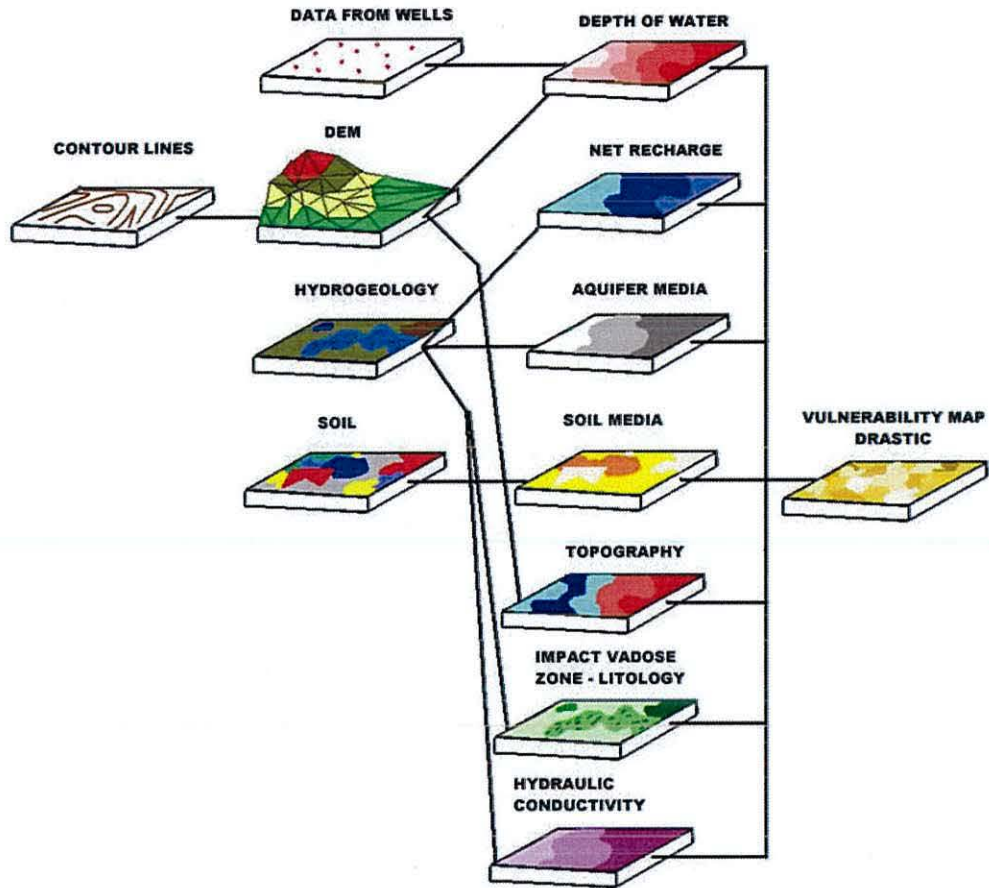 DATA FROM WELLS
DEPTH OF WATER
DEM
CONTOUR LINES
NET RECHARGE
HYDROGEOLOGY
AQUIFER MEDIA
SOIL
SOIL MEDIA
VULNERABILITY MAP
DRASTIC
TOPOGRAPHY
IMPACT VADOSE
ZONE - LITOLOGY
HYDRAULIC
CONDUCTIVITY